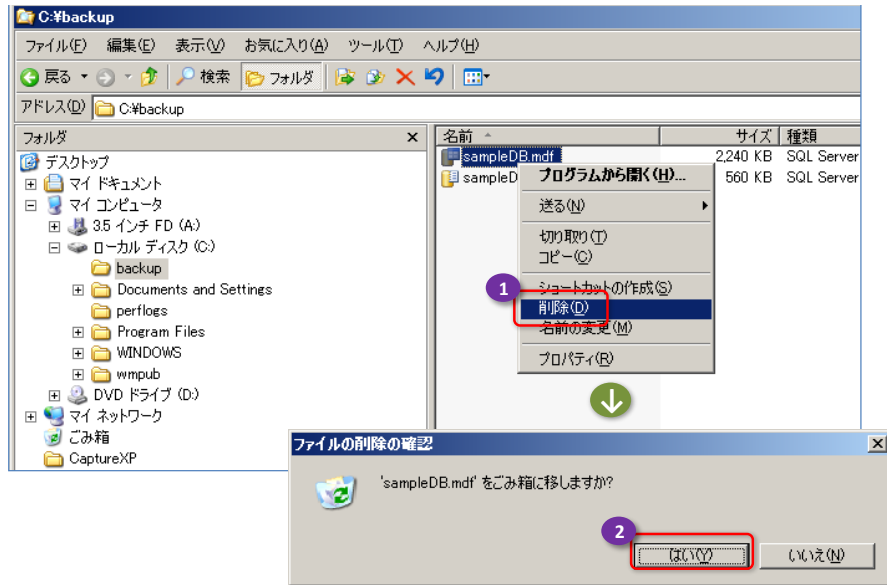 C:¥backup
ファイル(F) 編集(E) 表示(V) お気に入り(A) ツール(T) ヘルプ(H)
戻る 検索 フォルダ
アドレス(D) C:¥backup
フォルダ
デスクトップ
マイ ドキュメント
マイ コンピュータ
3.5 インチ FD (A:)
ローカル ディスク (C:)
backup
Documents and Settings
perflogs
Program Files
WINDOWS
wmpub
DVD ドライブ (D:)
マイ ネットワーク
ごみ箱
CaptureXP
名前 サイズ 種類
sampleDB.mdf 2,240 KB SQL Server
sampleD 560 KB SQL Server
プログラムから開く(H)...
送る(N)
切り取り(T)
コピー(C)
ショートカットの作成(S)
1
削除(D)
名前の変更(M)
プロパティ(R)
ファイルの削除の確認
'sampleDB.mdf' をごみ箱に移しますか?
2
はい(Y) いいえ(N)